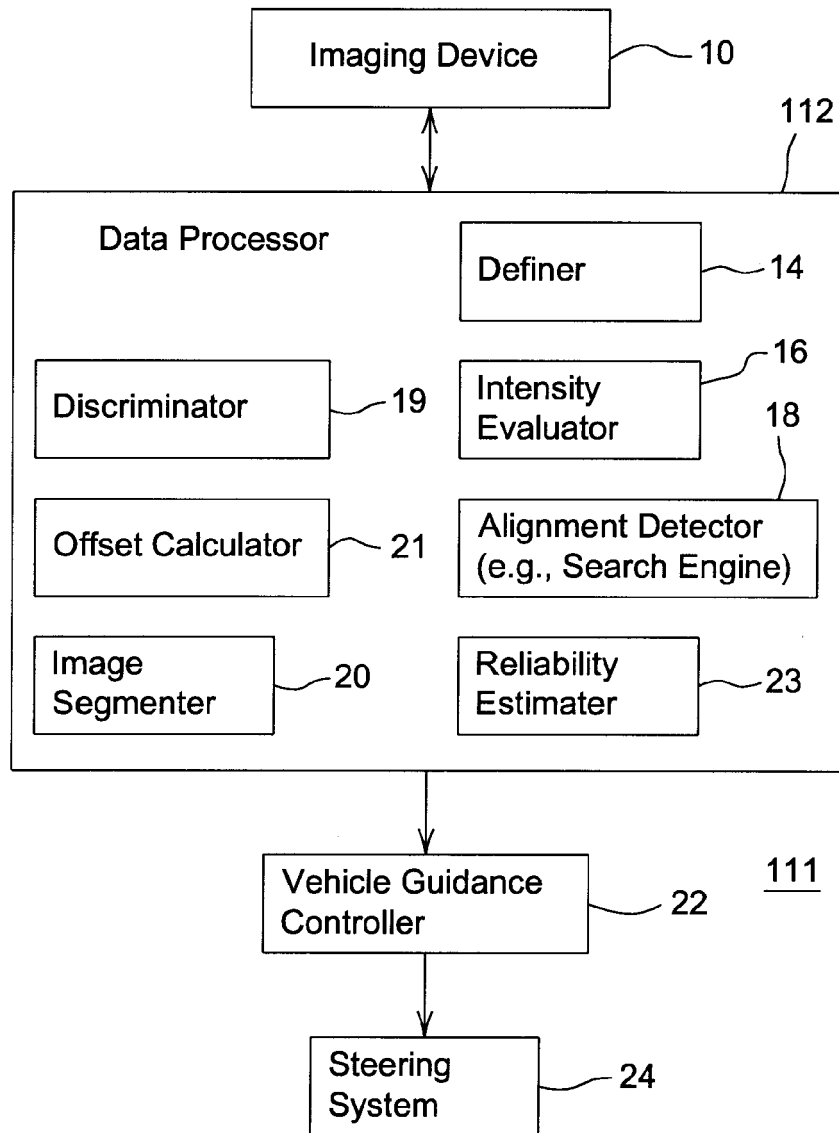 Imaging Device
10
112
Data Processor
Definer
14
16
Discriminator
19
Intensity
Evaluator
18
Offset Calculator
21
Alignment Detector
(e.g., Search Engine)
Image
Segmenter
20
Reliability
Estimater
23
Vehicle Guidance
Controller
22
111
Steering
System
24